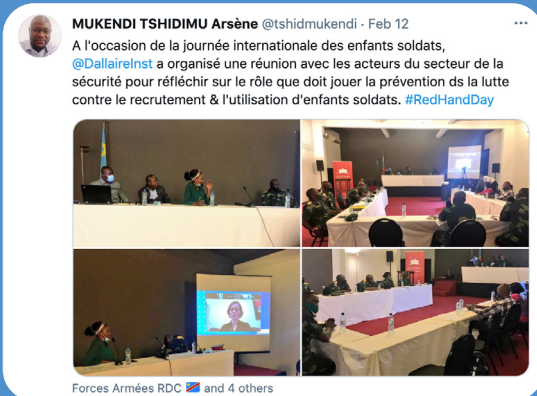 MUKENDI TSHIDIMU Arsène @tshidmukendi · Feb 12
A l'occasion de la journée internationale des enfants soldats,
@DallaireInst a organisé une réunion avec les acteurs du secteur de la
sécurité pour réfléchir sur le rôle que doit jouer la prévention ds la lutte
contre le recrutement & l'utilisation d'enfants soldats. #RedHandDay
Forces Armées RDC 🇨🇩 and 4 others